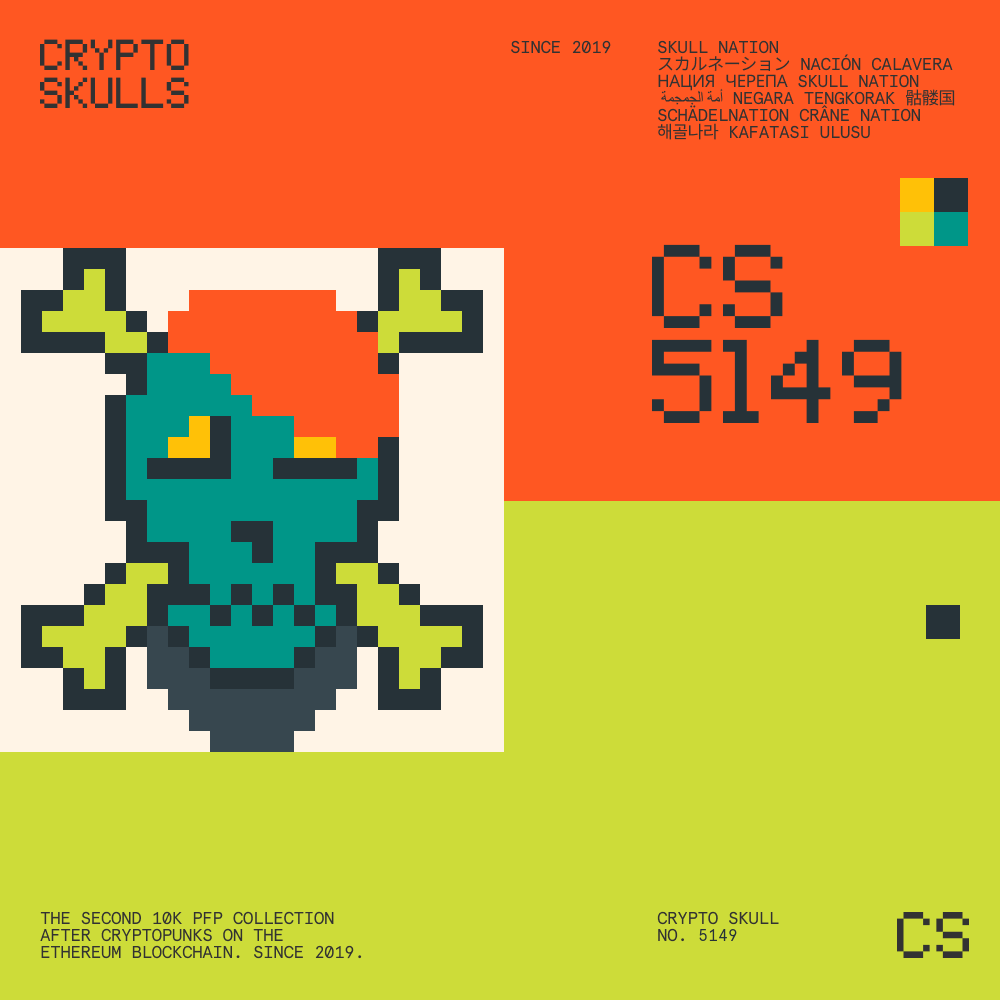 CRYPTO
SKULLS
SINCE 2019
SKULL NATION
スカルネーション NACIÓN CALAVERA
НАЦИЯ ЧЕРЕПА SKULL NATION
أمة الجمجمة NEGARA TENGKORAK 骷髅国
SCHÄDELNATION CRÂNE NATION
해골나라 KAFATASI ULUSU
CS
5149
THE SECOND 10K PFP COLLECTION
AFTER CRYPTOPUNKS ON THE
ETHEREUM BLOCKCHAIN. SINCE 2019.
CRYPTO SKULL
NO. 5149
CS